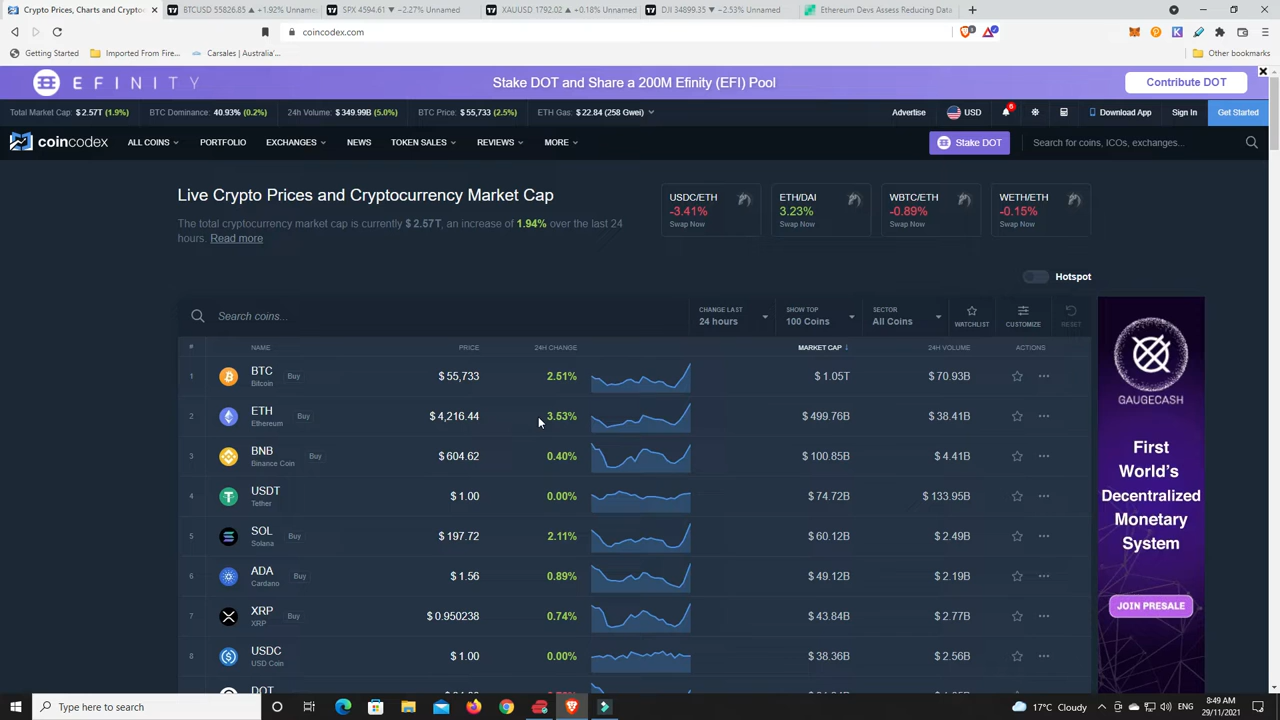 Crypto Prices, Charts and Cryptoc
BTCUSD 55826.83 ▲ +1.92% Unname
SPX 4594.61 ▼ −2.27% Unnamed
XAUUSD 1792.02 ▲ +0.18% Unnamed
DJI 34899.35 ▼ −2.53% Unnamed
Ethereum Devs Assess Reducing Data
coincodex.com
Getting Started
Imported From Fire...
Carsales | Australia'...
Other bookmarks
EFINITY
Stake DOT and Share a 200M Efinity (EFI) Pool
Contribute DOT
Total Market Cap: $ 2.57T (1.9%)
BTC Dominance: 40.93% (0.2%)
24h Volume: $ 349.99B (5.0%)
BTC Price: $ 55,733 (2.5%)
ETH Gas: $ 22.84 (258 Gwei)
Advertise
USD
6
Download App
Sign In
Get Started
coincodex
ALL COINS
PORTFOLIO
EXCHANGES
NEWS
TOKEN SALES
REVIEWS
MORE
Stake DOT
Search for coins, ICOs, exchanges...
Live Crypto Prices and Cryptocurrency Market Cap
The total cryptocurrency market cap is currently $ 2.57T, an increase of 1.94% over the last 24
hours. Read more
USDC/ETH
-3.41%
Swap Now
ETH/DAI
3.23%
Swap Now
WBTC/ETH
-0.89%
Swap Now
WETH/ETH
-0.15%
Swap Now
Hotspot
Search coins...
CHANGE LAST
24 hours
SHOW TOP
100 Coins
SECTOR
All Coins
WATCHLIST
CUSTOMIZE
RESET
# NAME PRICE 24H CHANGE MARKET CAP ↓ 24H VOLUME ACTIONS
1 BTC Buy $ 55,733 2.51% $ 1.05T $ 70.93B
Bitcoin
2 ETH Buy $ 4,216.44 3.53% $ 499.76B $ 38.41B
Ethereum
3 BNB Buy $ 604.62 0.40% $ 100.85B $ 4.41B
Binance Coin
4 USDT $ 1.00 0.00% $ 74.72B $ 133.95B
Tether
5 SOL Buy $ 197.72 2.11% $ 60.12B $ 2.49B
Solana
6 ADA Buy $ 1.56 0.89% $ 49.12B $ 2.19B
Cardano
7 XRP Buy $ 0.950238 0.74% $ 43.84B $ 2.77B
XRP
8 USDC $ 1.00 0.00% $ 38.36B $ 2.56B
USD Coin
DOT
GAUGECASH
First
World's
Decentralized
Monetary
System
JOIN PRESALE
Type here to search
17°C Cloudy
ENG
8:49 AM
29/11/2021